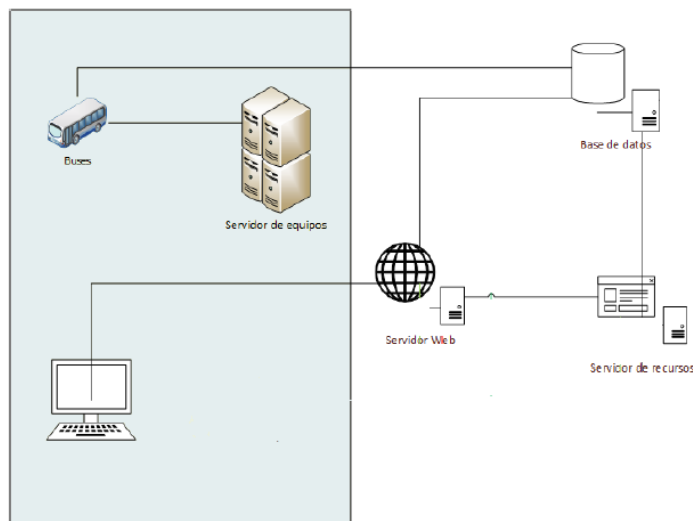 Buses
Servidor de equipos
Base de datos
Servidor Web
Servidor de recursos